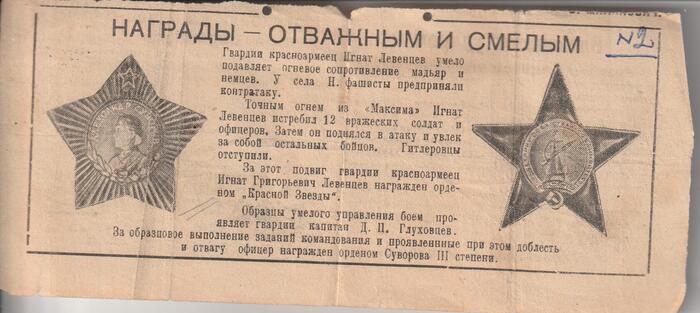 НАГРАДЫ — ОТВАЖНЫМ И СМЕЛЫМ
№2
Гвардии красноармеец Игнат Левенцев умело
подавляет огневое сопротивление мадьяр и
немцев. У села Н. фашисты предприняли
контратаку.
Точным огнем из «Максима» Игнат
Левенцев истребил 12 вражеских солдат и
офицеров. Затем он поднялся в атаку и увлек
за собой остальных бойцов. Гитлеровцы
отступили.
За этот подвиг гвардии красноармеец
Игнат Григорьевич Левенцев награжден орде-
ном „Красной Звезды".
Образцы умелого управления боем про-
являет гвардии капитан Д. П. Глуховцев.
За образцовое выполнение заданий командования и проявленнные при этом доблесть
и отвагу офицер награжден орденом Суворова III степени.